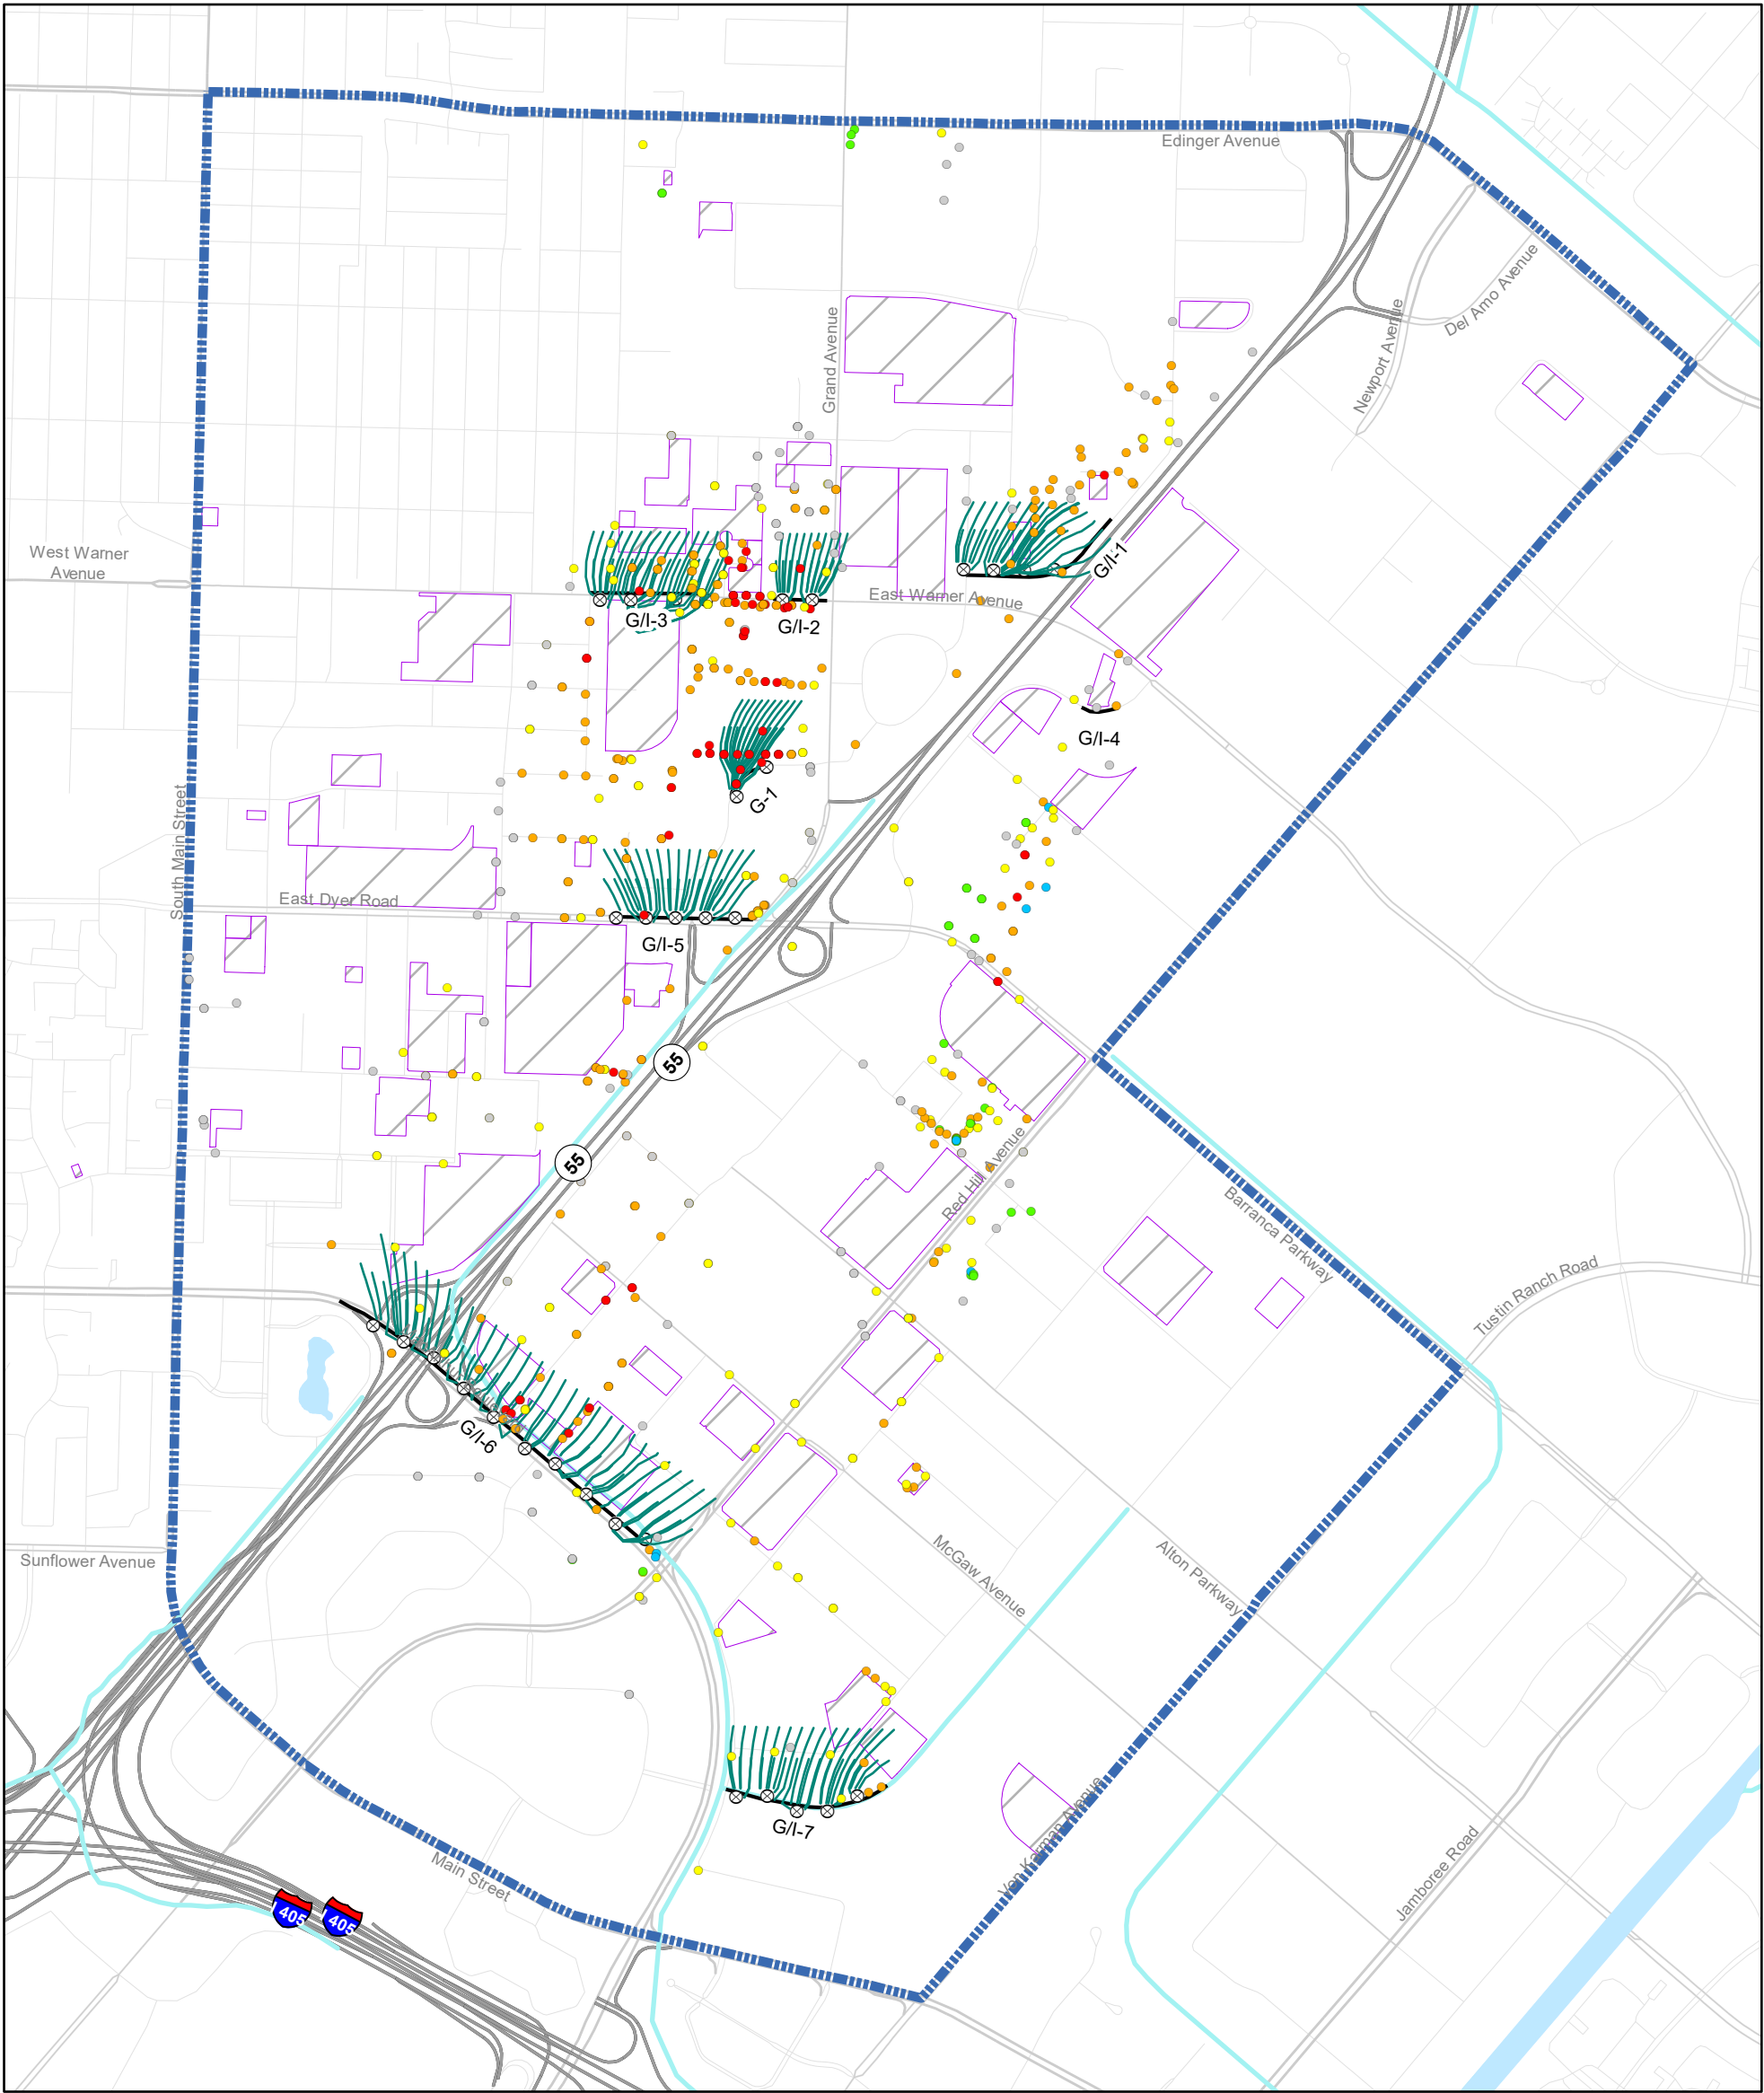 Edinger Avenue
Del Amo Avenue
Newport Avenue
Grand Avenue
West Warner
Avenue
G/I-1
East Warner Avenue
G/I-3
G/I-2
G/I-4
G-1
South Main Street
East Dyer Road
G/I-5
55
55
Red Hill Avenue
Barranca Parkway
Tustin Ranch Road
G/I-6
Sunflower Avenue
McGaw Avenue
Alton Parkway
G/I-7
Von Karman Avenue
Main Street
Jamboree Road
405
405